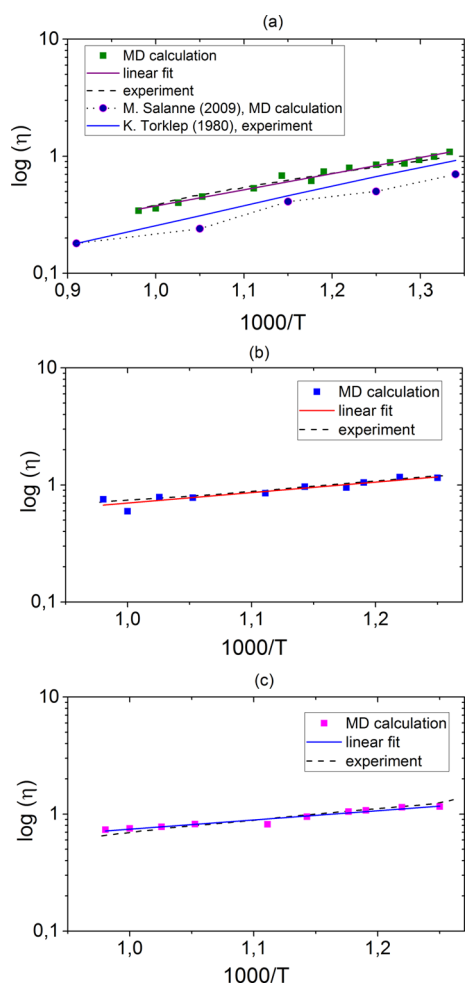 (a)
10
1
0,1
log (η)
MD calculation
linear fit
experiment
M. Salanne (2009), MD calculation
K. Torklep (1980), experiment
0,9 1,0 1,1 1,2 1,3
1000/T
(b)
10
1
0,1
log (η)
MD calculation
linear fit
experiment
1,0 1,1 1,2
1000/T
(c)
10
1
0,1
log (η)
MD calculation
linear fit
experiment
1,0 1,1 1,2
1000/T